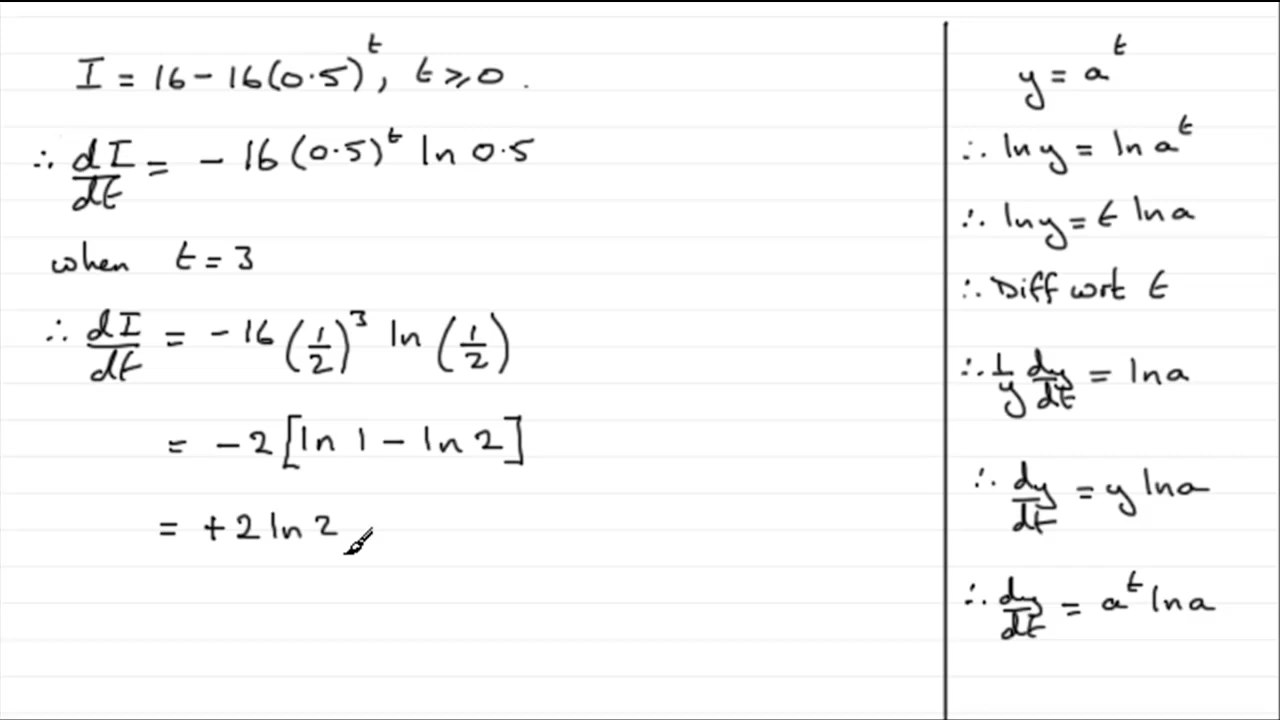 I = 16 - 16(0.5)^t, t ≥ 0.
∴ dI/dt = - 16(0.5)^t ln 0.5
when t = 3
∴ dI/dt = -16 (1/2)^3 ln (1/2)
= -2 [ln 1 - ln 2]
= +2 ln 2
y = a^t
∴ ln y = ln a^t
∴ ln y = t ln a
∴ Diff wrt t
∴ 1/y dy/dt = ln a
∴ dy/dt = y ln a
∴ dy/dt = a^t ln a